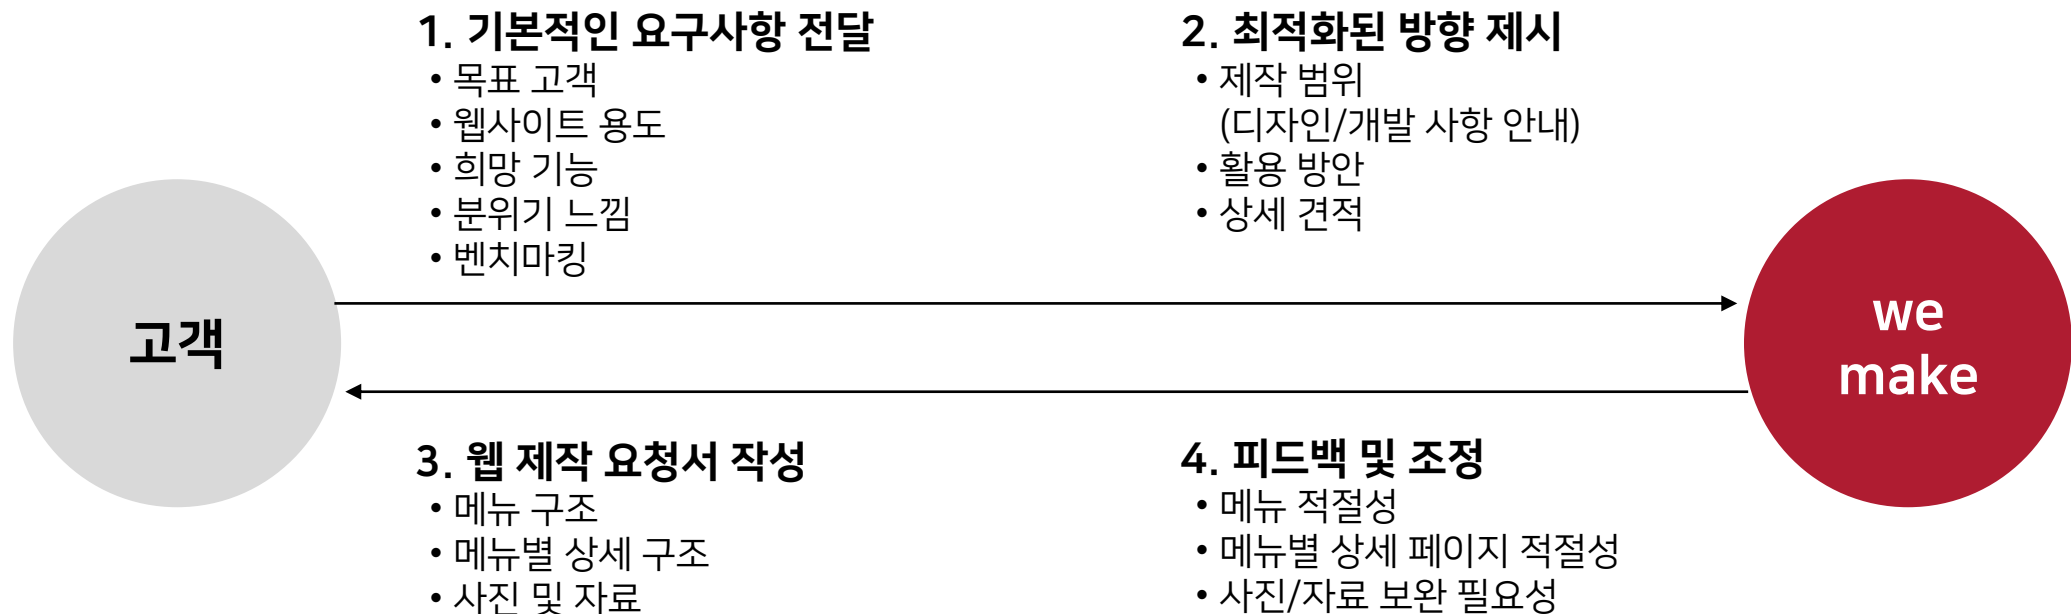 1. 기본적인 요구사항 전달
• 목표 고객
• 웹사이트 용도
• 희망 기능
• 분위기 느낌
• 벤치마킹
2. 최적화된 방향 제시
• 제작 범위
(디자인/개발 사항 안내)
• 활용 방안
• 상세 견적
고객
we
make
3. 웹 제작 요청서 작성
• 메뉴 구조
• 메뉴별 상세 구조
• 사진 및 자료
4. 피드백 및 조정
• 메뉴 적절성
• 메뉴별 상세 페이지 적절성
• 사진/자료 보완 필요성